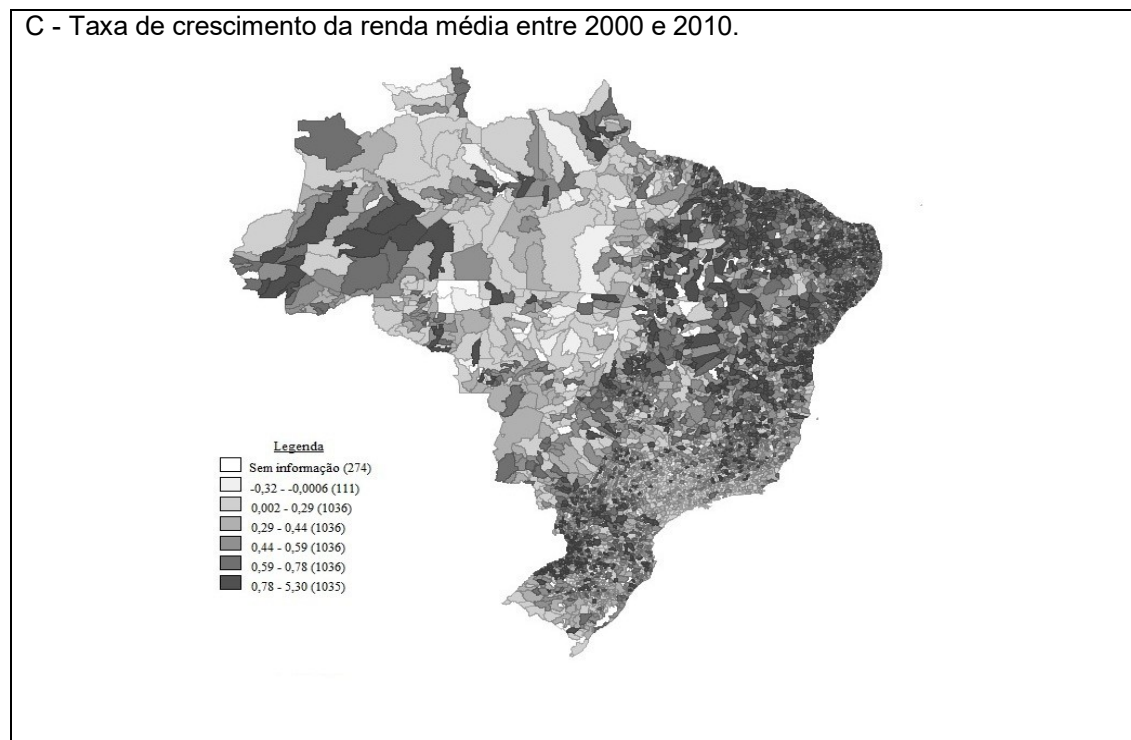 C - Taxa de crescimento da renda média entre 2000 e 2010.
Legenda
Sem informação (274)
-0,32 - -0,0006 (111)
0,002 - 0,29 (1036)
0,29 - 0,44 (1036)
0,44 - 0,59 (1036)
0,59 - 0,78 (1036)
0,78 - 5,30 (1035)